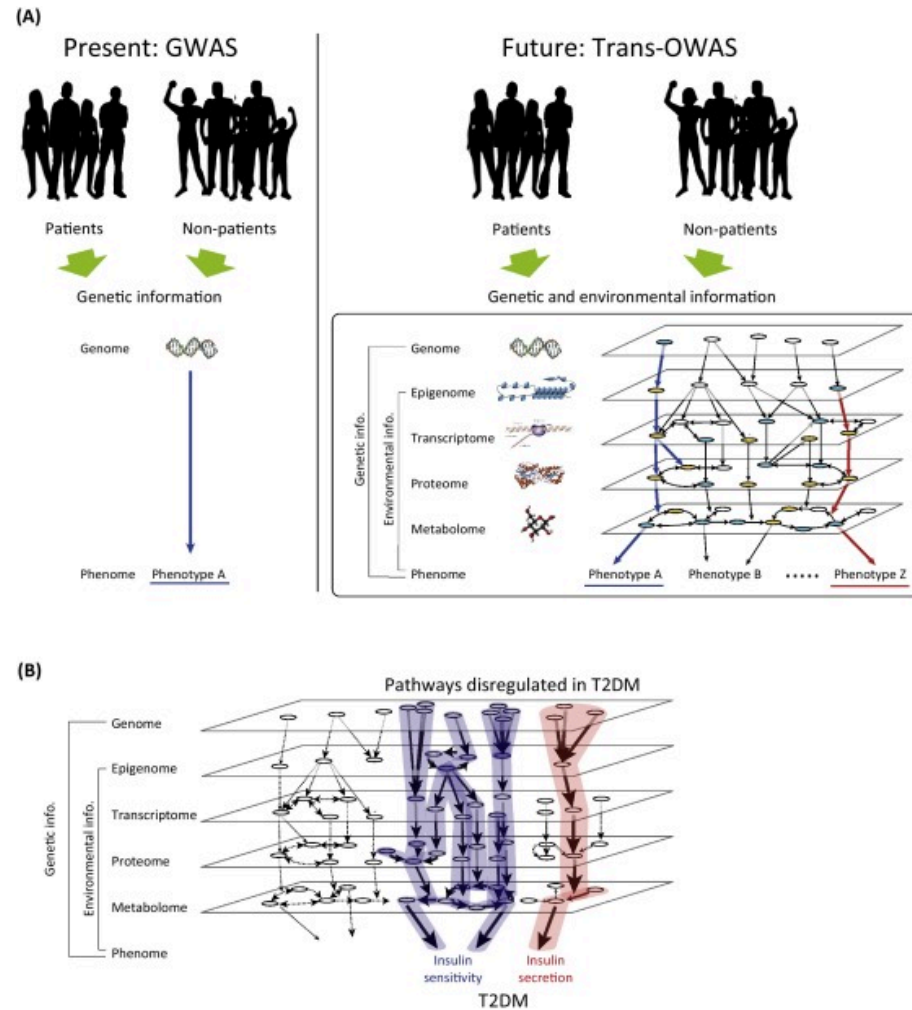 (A)
Present: GWAS
Future: Trans-OWAS
Patients
Non-patients
Patients
Non-patients
Genetic information
Genetic and environmental information
Genome
Phenome
Phenotype A
Genetic info.
Environmental info.
Genome
Epigenome
Transcriptome
Proteome
Metabolome
Phenome
Phenotype A
Phenotype B
.....
Phenotype Z
(B)
Pathways disregulated in T2DM
Genetic info.
Environmental info.
Genome
Epigenome
Transcriptome
Proteome
Metabolome
Phenome
Insulin
sensitivity
Insulin
secretion
T2DM